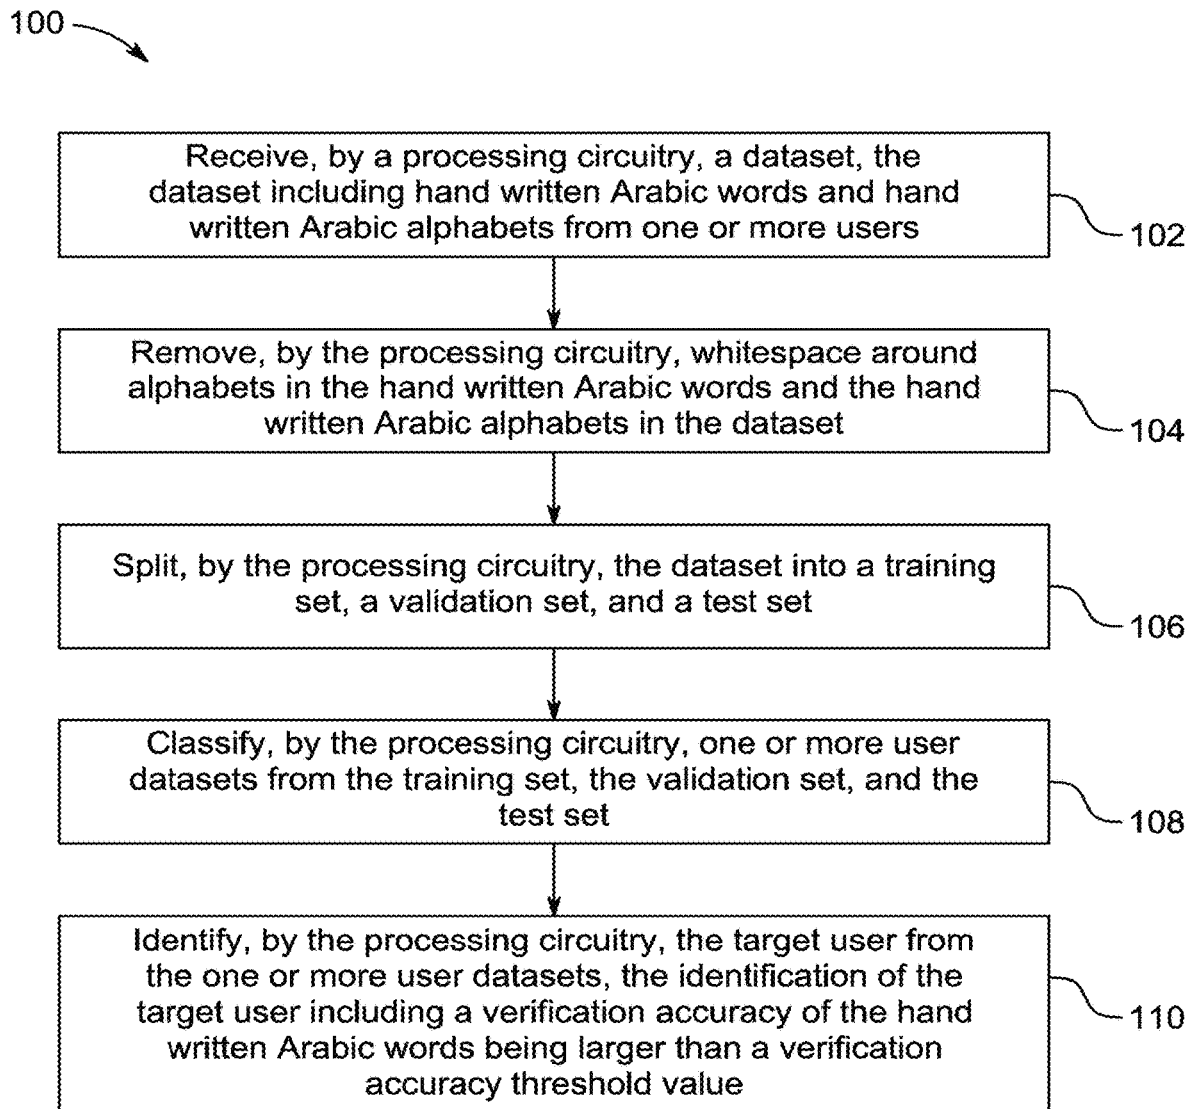 100
Receive, by a processing circuitry, a dataset, the
dataset including hand written Arabic words and hand
written Arabic alphabets from one or more users
102
Remove, by the processing circuitry, whitespace around
alphabets in the hand written Arabic words and the hand
written Arabic alphabets in the dataset
104
Split, by the processing circuitry, the dataset into a training
set, a validation set, and a test set
106
Classify, by the processing circuitry, one or more user
datasets from the training set, the validation set, and the
test set
108
Identify, by the processing circuitry, the target user from
the one or more user datasets, the identification of the
target user including a verification accuracy of the hand
written Arabic words being larger than a verification
accuracy threshold value
110